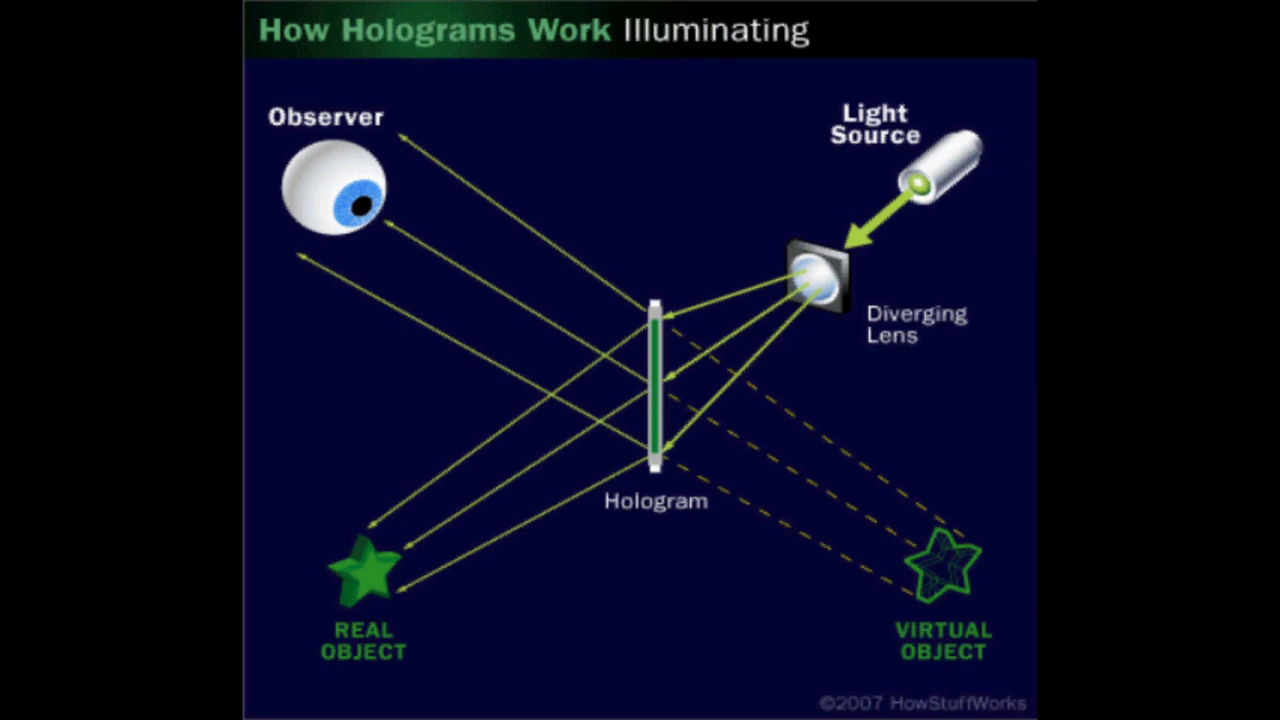 How Holograms Work Illuminating
Observer
Light
Source
Diverging
Lens
Hologram
REAL
OBJECT
VIRTUAL
OBJECT
©2007 HowStuffWorks